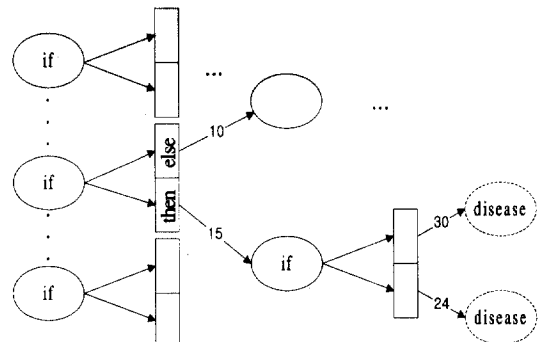 if
...
else
10
...
if
then
15
if
30
disease
24
disease
if